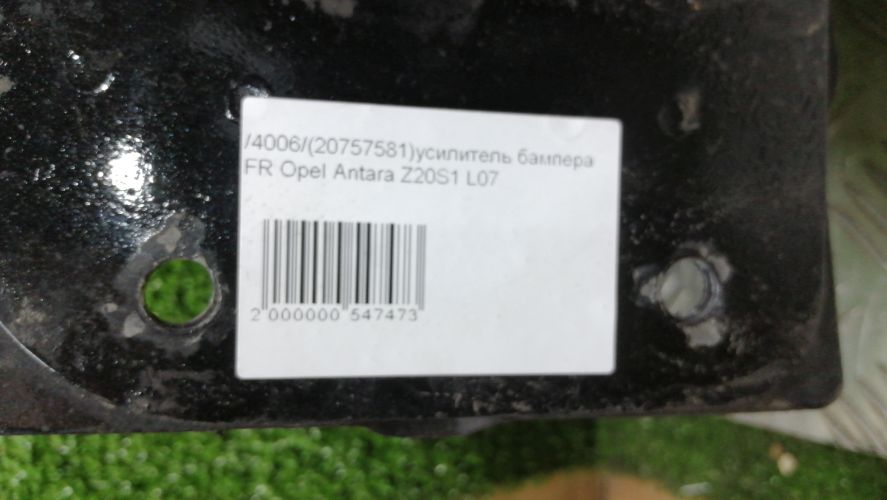 /4006/(20757581)усилитель бампера
FR Opel Antara Z20S1 L07
2 000000 547473